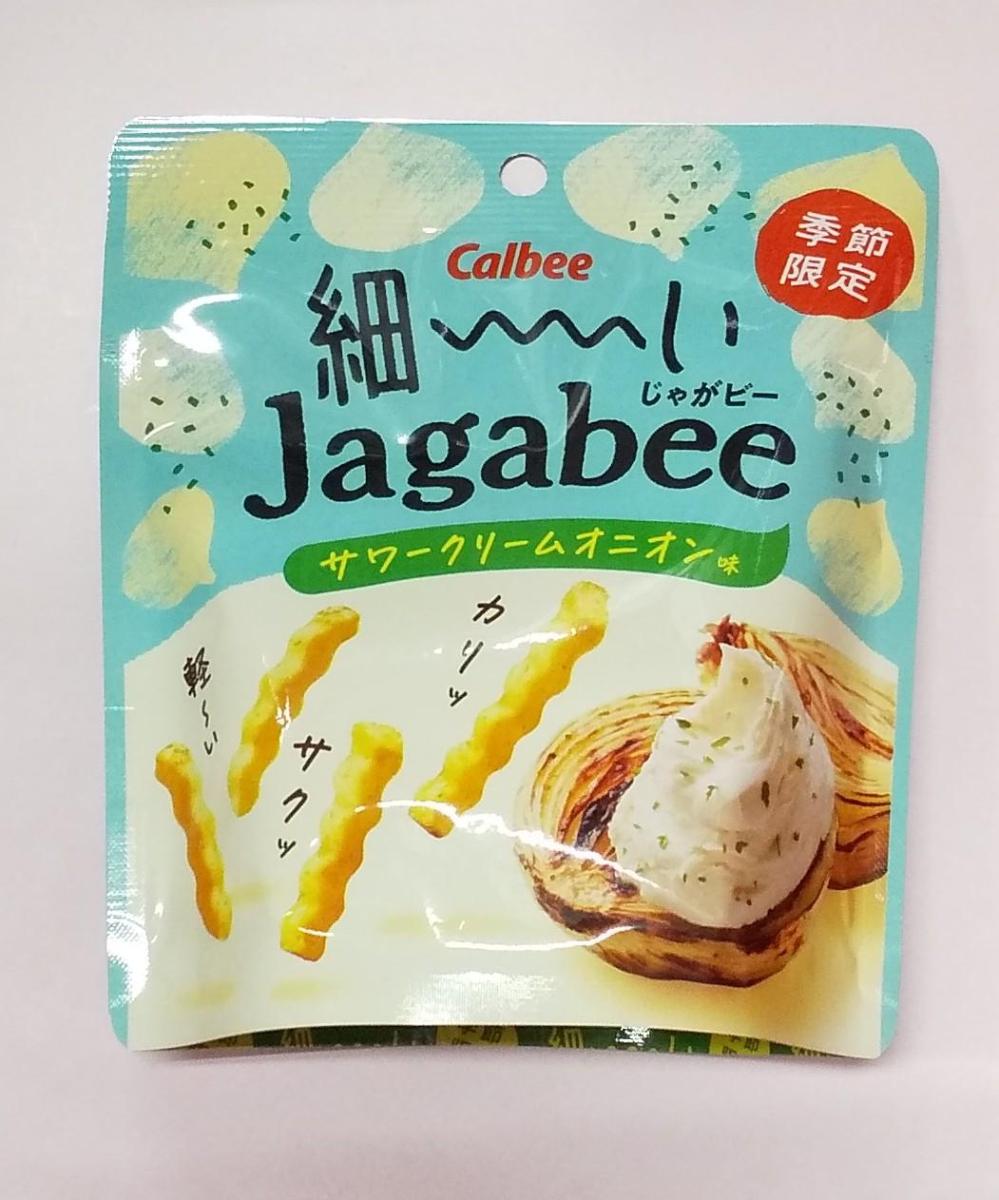 Calbee
季節
限定
細〜〜い
じゃがビー
Jagabee
サワークリームオニオン味
カリッ
軽〜い
サクッ